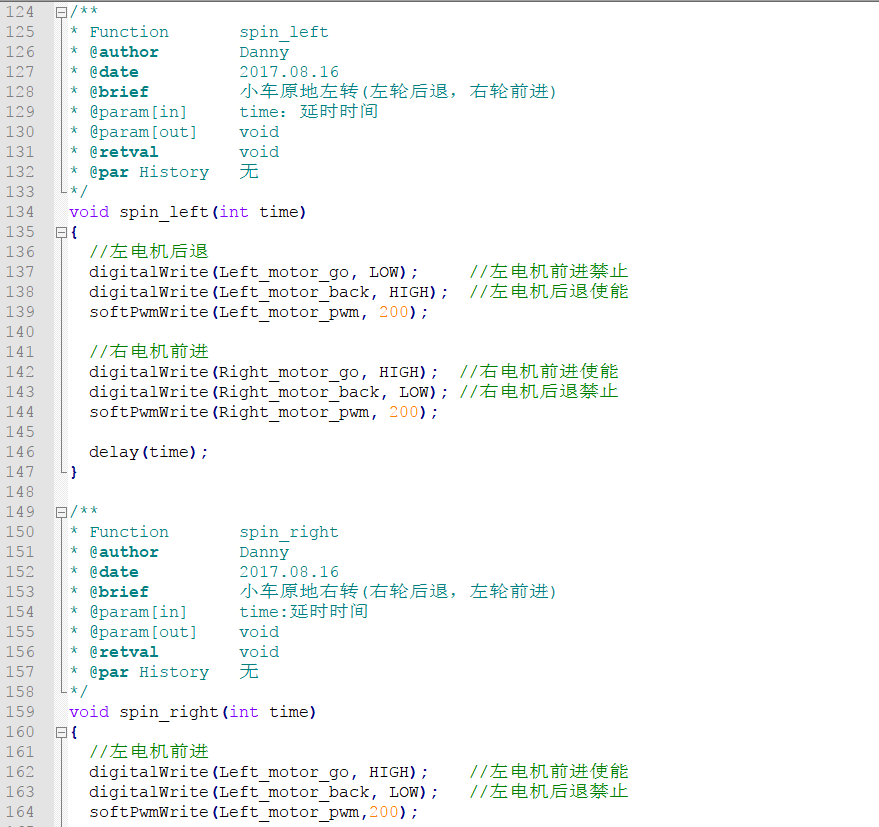 124 /**
125 * Function       spin_left
126 * @author        Danny
127 * @date          2017.08.16
128 * @brief         小车原地左转(左轮后退，右轮前进)
129 * @param[in]     time：延时时间
130 * @param[out]    void
131 * @retval        void
132 * @par History   无
133 */
134 void spin_left(int time)
135 {
136   //左电机后退
137   digitalWrite(Left_motor_go, LOW);     //左电机前进禁止
138   digitalWrite(Left_motor_back, HIGH);  //左电机后退使能
139   softPwmWrite(Left_motor_pwm, 200);
140
141   //右电机前进
142   digitalWrite(Right_motor_go, HIGH);  //右电机前进使能
143   digitalWrite(Right_motor_back, LOW); //右电机后退禁止
144   softPwmWrite(Right_motor_pwm, 200);
145
146   delay(time);
147 }
148
149 /**
150 * Function       spin_right
151 * @author        Danny
152 * @date          2017.08.16
153 * @brief         小车原地右转(右轮后退，左轮前进)
154 * @param[in]     time:延时时间
155 * @param[out]    void
156 * @retval        void
157 * @par History   无
158 */
159 void spin_right(int time)
160 {
161   //左电机前进
162   digitalWrite(Left_motor_go, HIGH);    //左电机前进使能
163   digitalWrite(Left_motor_back, LOW);   //左电机后退禁止
164   softPwmWrite(Left_motor_pwm,200);